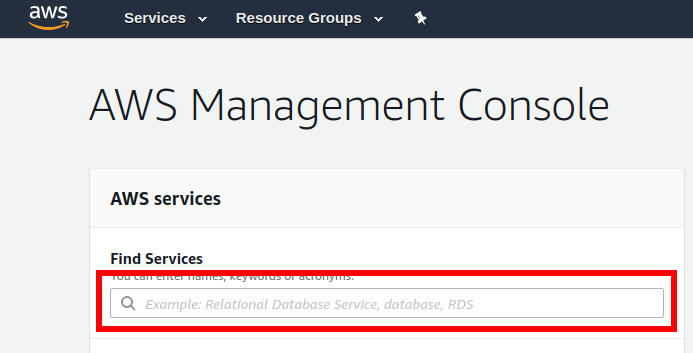 aws Services Resource Groups
AWS Management Console
AWS services
Find Services
You can enter names, keywords or acronyms.
Example: Relational Database Service, database, RDS